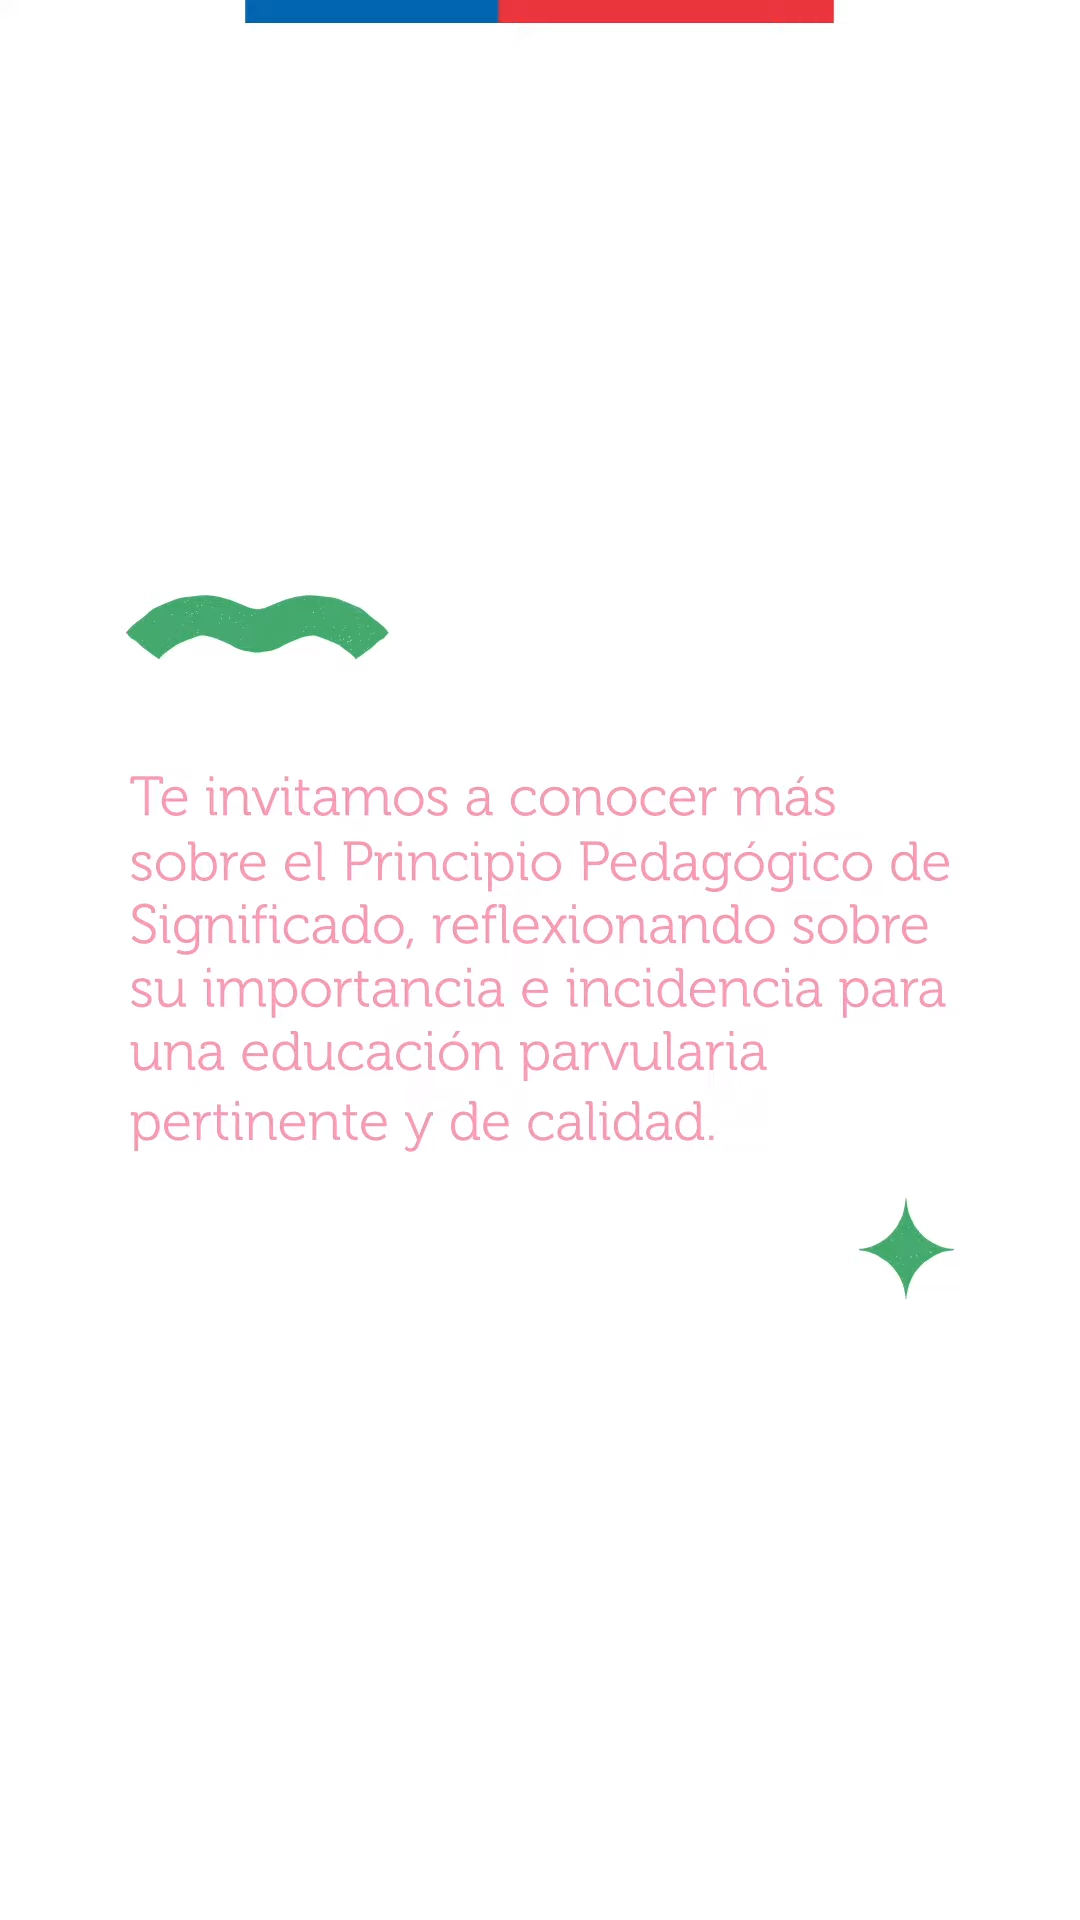 Te invitamos a conocer más
sobre el Principio Pedagógico de
Significado, reflexionando sobre
su importancia e incidencia para
una educación parvularia
pertinente y de calidad.